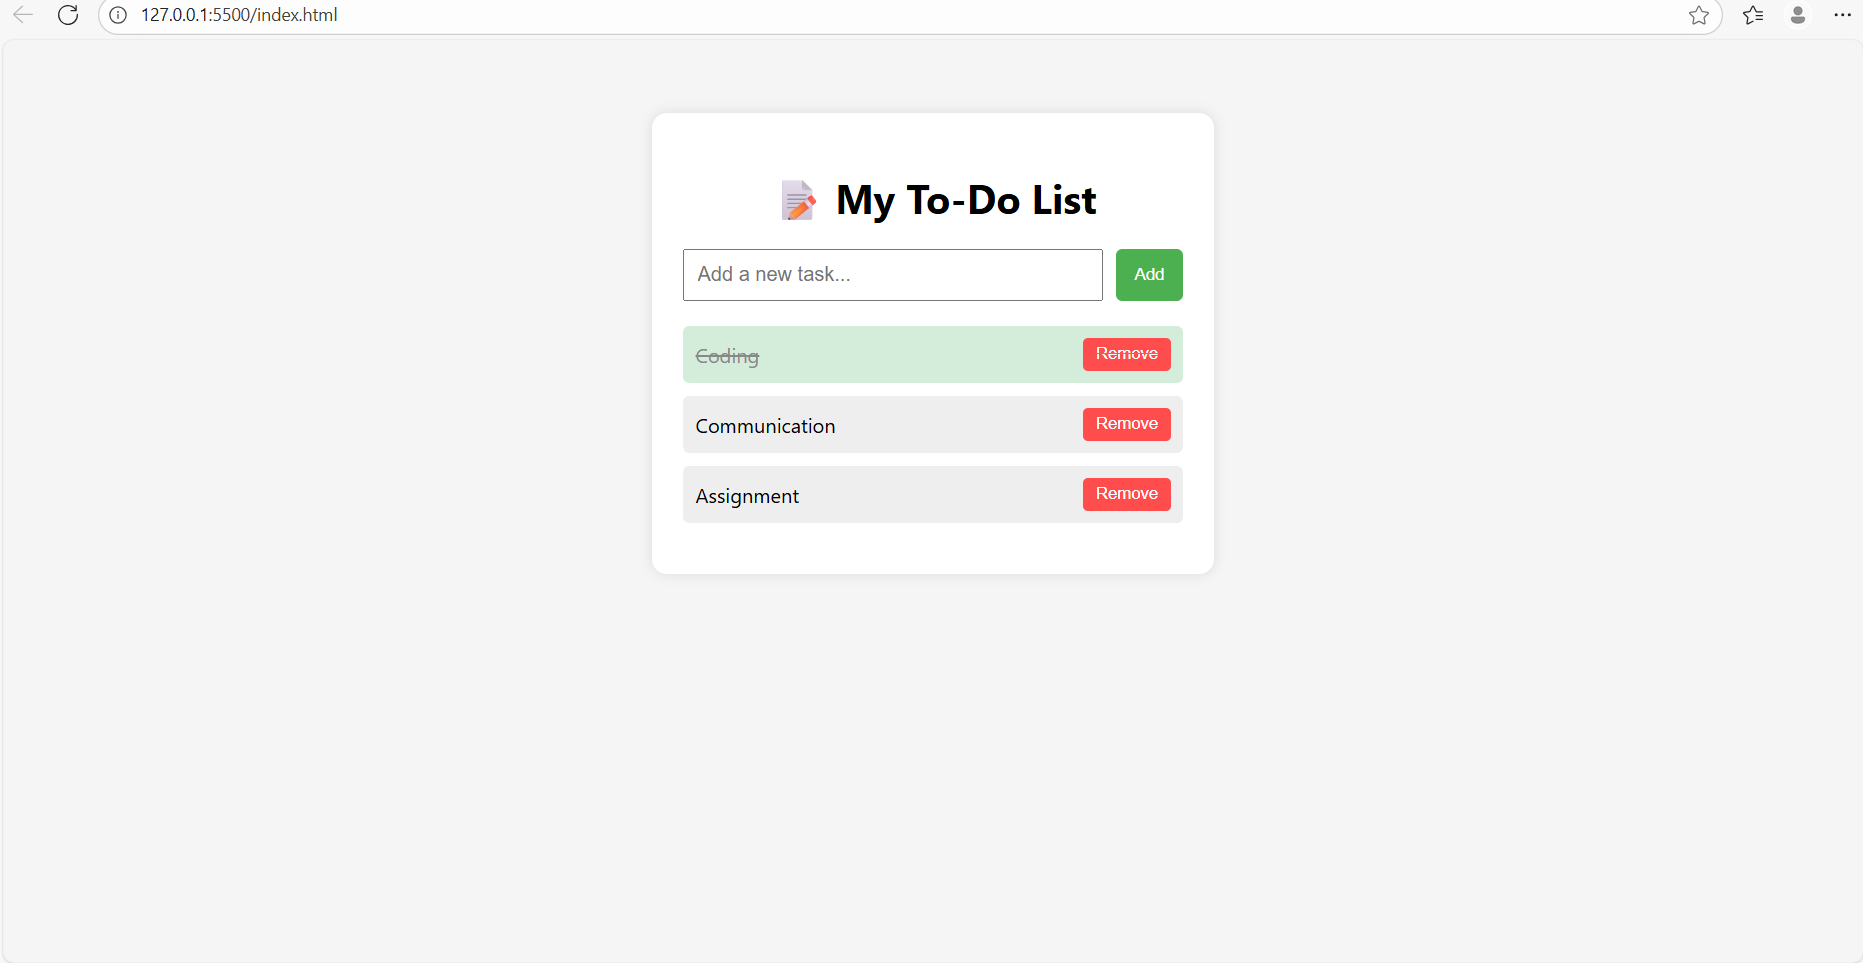 127.0.0.1:5500/index.html
My To-Do List
Add a new task...
Add
Coding
Remove
Communication
Remove
Assignment
Remove